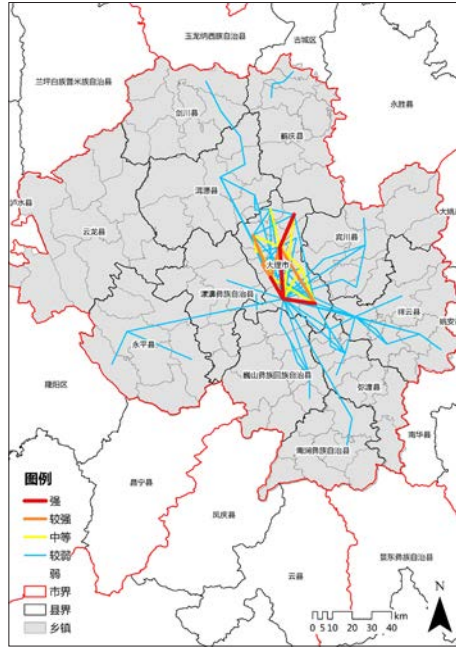 玉龙纳西族自治县
古城区
兰坪白族普米族自治县
永胜县
剑川县
鹤庆县
洱源县
泸水县
云龙县
宾川县
大姚县
大理市
漾濞彝族自治县
祥云县
姚安县
永平县
巍山彝族回族自治县
隆阳区
弥渡县
南华县
南涧彝族自治县
昌宁县
凤庆县
景东彝族自治县
云县
图例
强
较强
中等
较弱
弱
市界
县界
乡镇
N
km
0 5 10 20 30 40